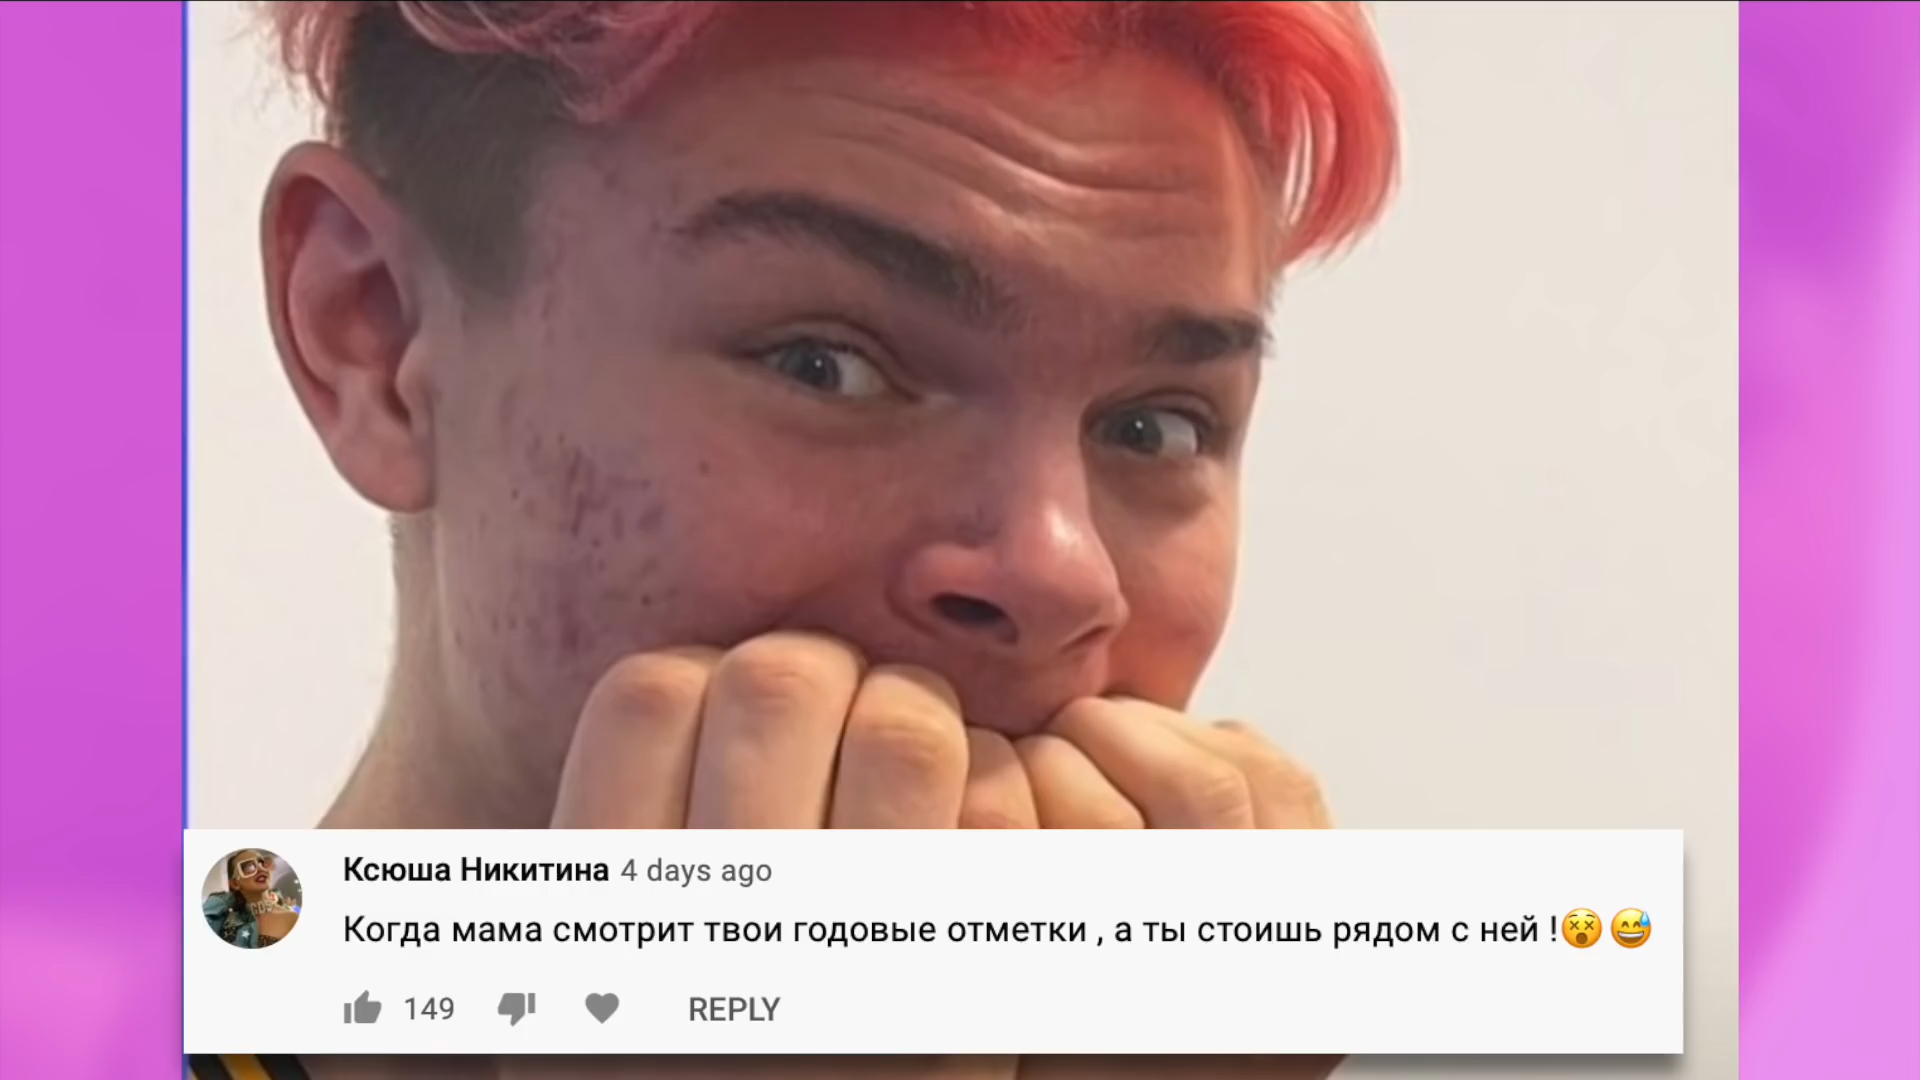 Ксюша Никитина 4 days ago
Когда мама смотрит твои годовые отметки , а ты стоишь рядом с ней !😵😅
149 REPLY